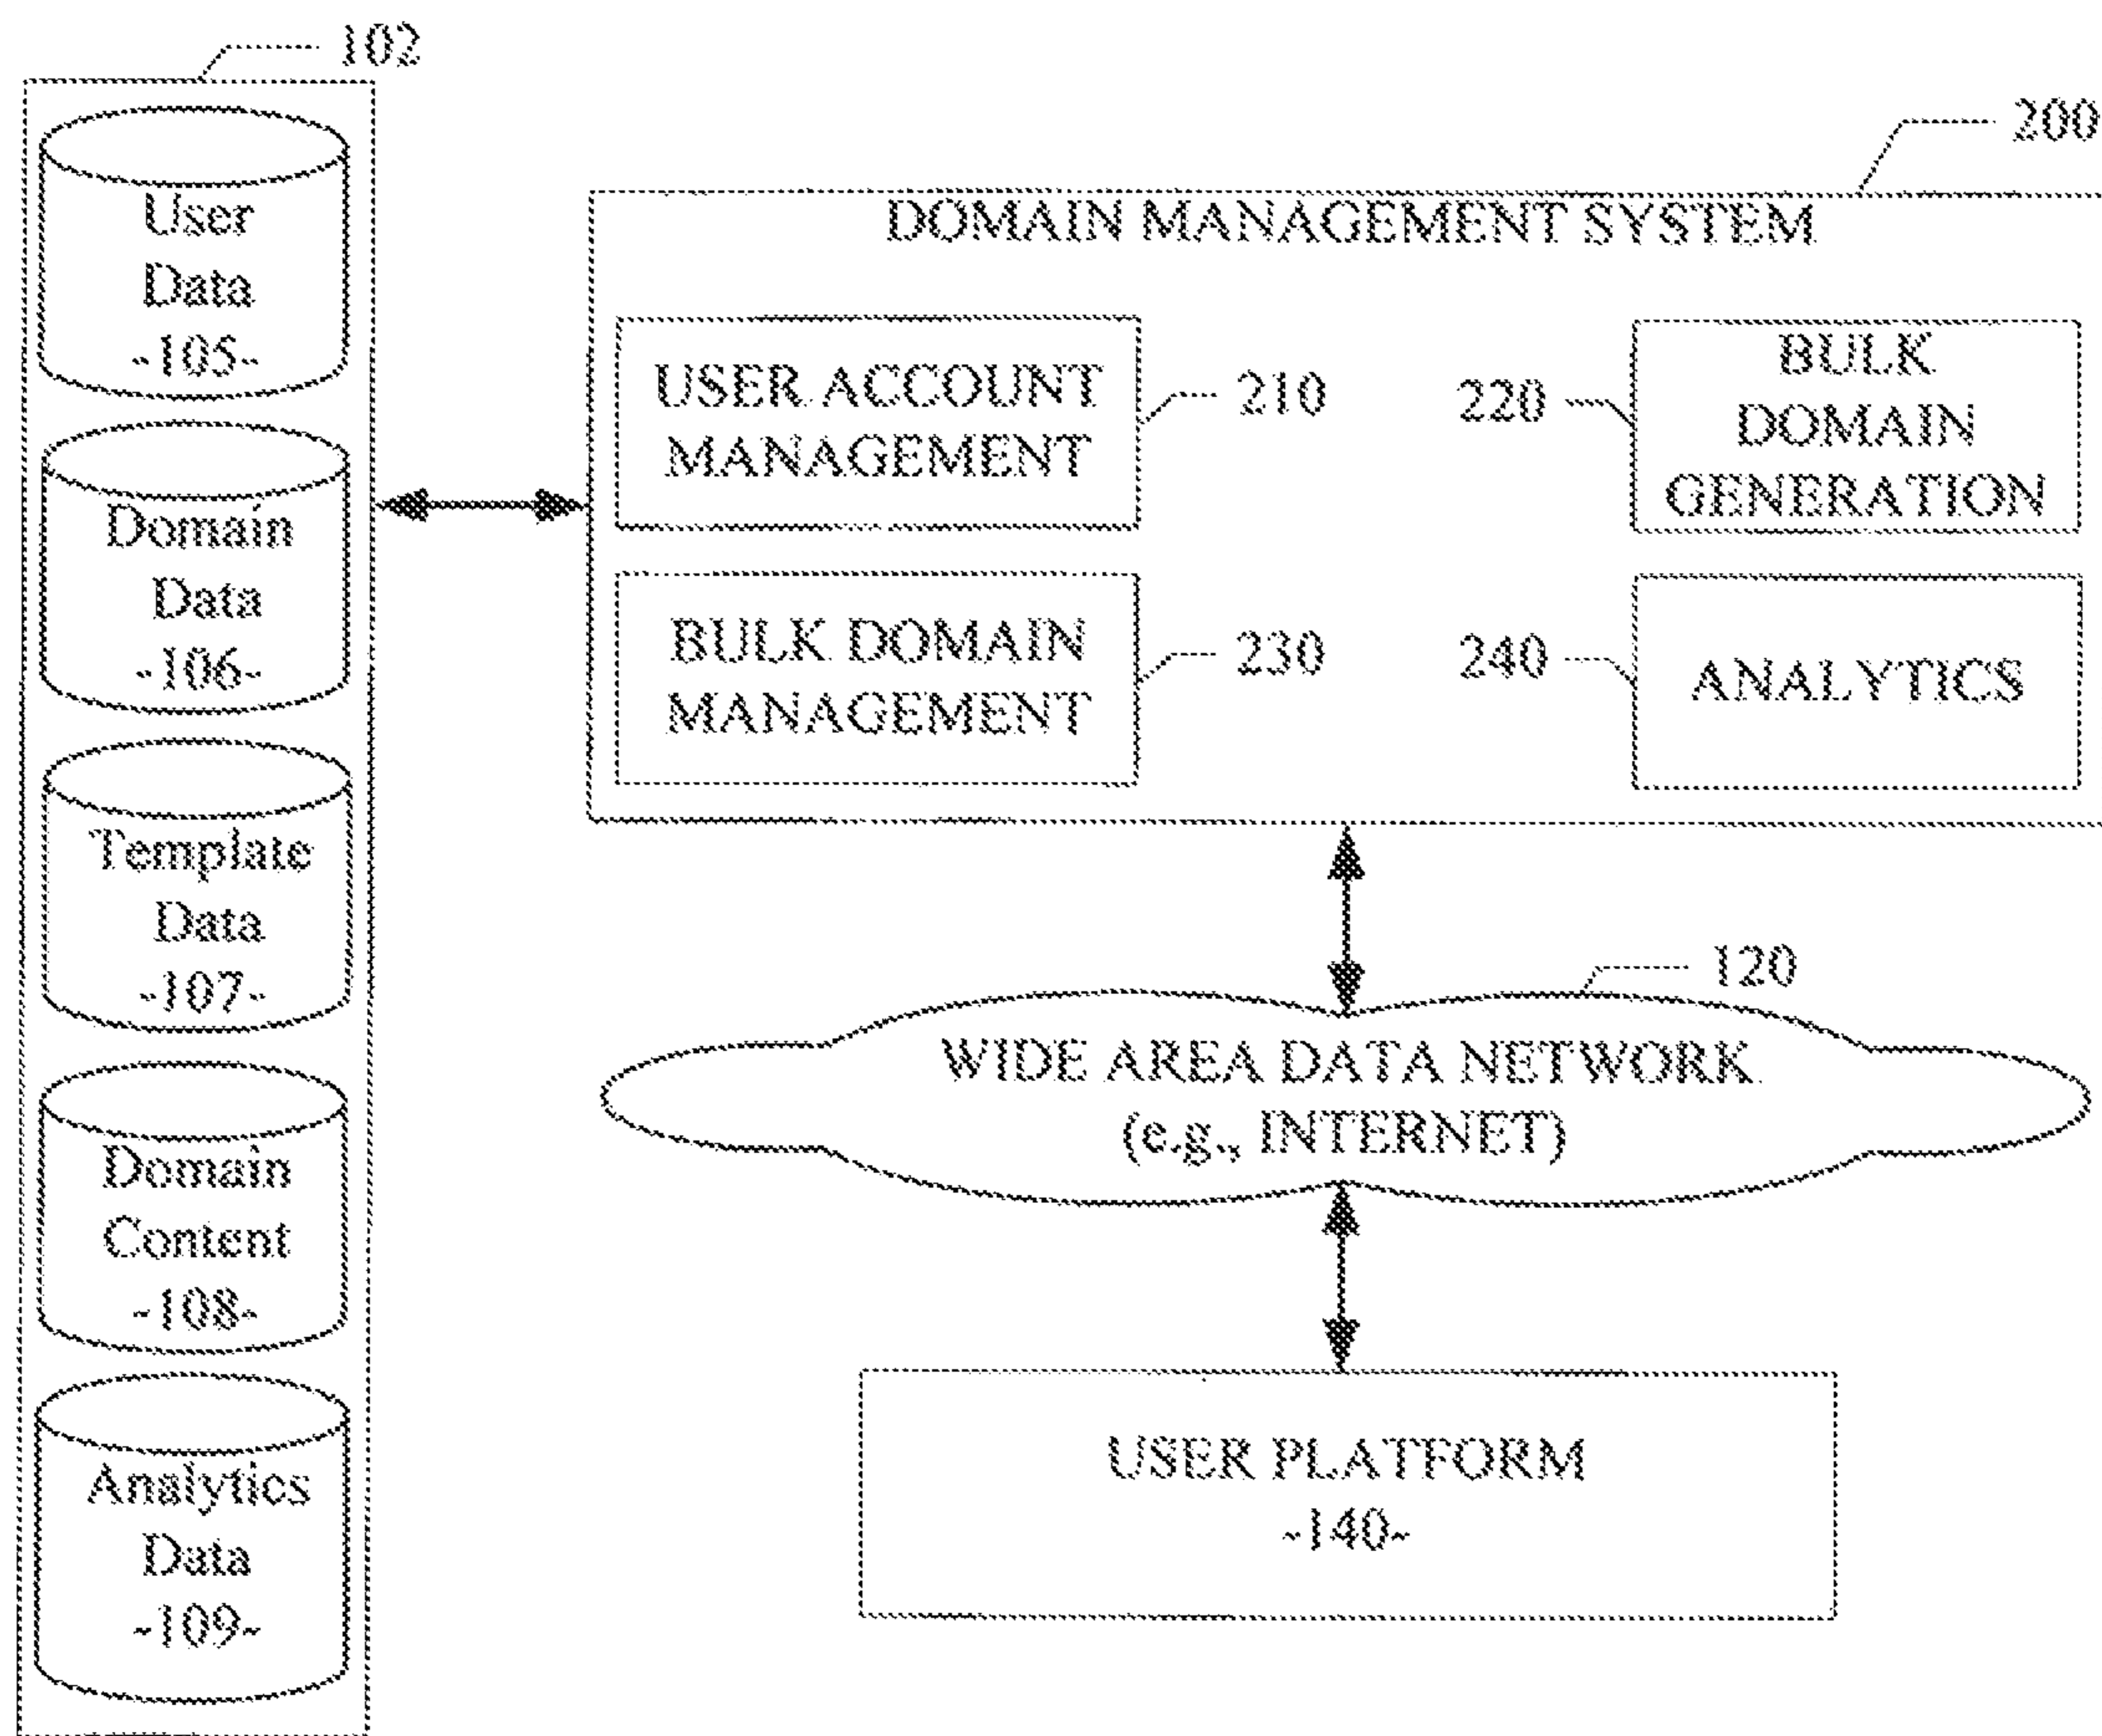 102
User
Data
-105-
Domain
Data
-106-
Template
Data
-107-
Domain
Content
-108-
Analytics
Data
-109-
200
DOMAIN MANAGEMENT SYSTEM
USER ACCOUNT
MANAGEMENT
210
220
BULK
DOMAIN
GENERATION
BULK DOMAIN
MANAGEMENT
230
240
ANALYTICS
120
WIDE AREA DATA NETWORK
(e.g., INTERNET)
USER PLATFORM
-140-